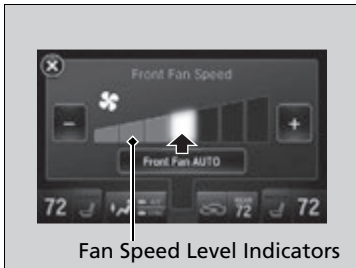 Front Fan Speed
- +
Front Fan AUTO
72 72 72
Fan Speed Level Indicators